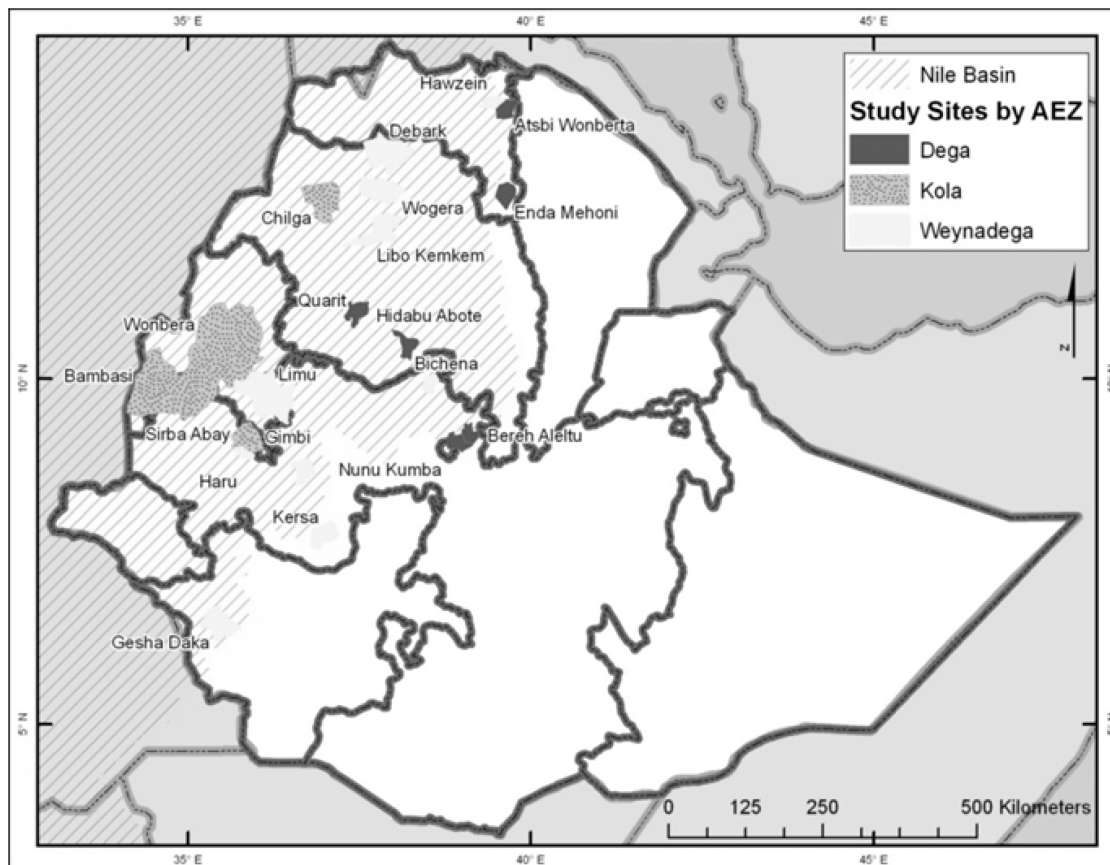 35° E
40° E
45° E
Nile Basin
Study Sites by AEZ
Dega
Kola
Weynadega
Hawzein
Atsbi Wonberta
Debark
Wogera
Enda Mehoni
Chilga
Libo Kemkem
Quarit
Hidabu Abote
Wonbera
Bichena
Bambasi
Limu
10° N
Sirba Abay
Gimbi
Bereh Aleltu
Nunu Kumba
Haru
Kersa
Gesha Daka
N
5° N
5° N
0 125 250 500 Kilometers
35° E
40° E
45° E